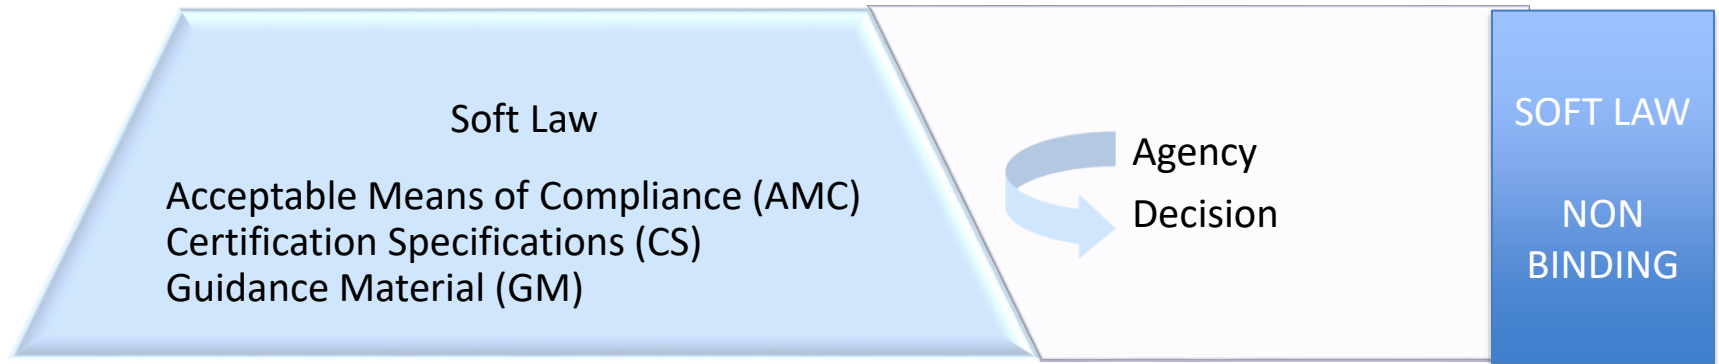 Soft Law
Acceptable Means of Compliance (AMC)
Certification Specifications (CS)
Guidance Material (GM)
Agency
Decision
SOFT LAW
NON
BINDING